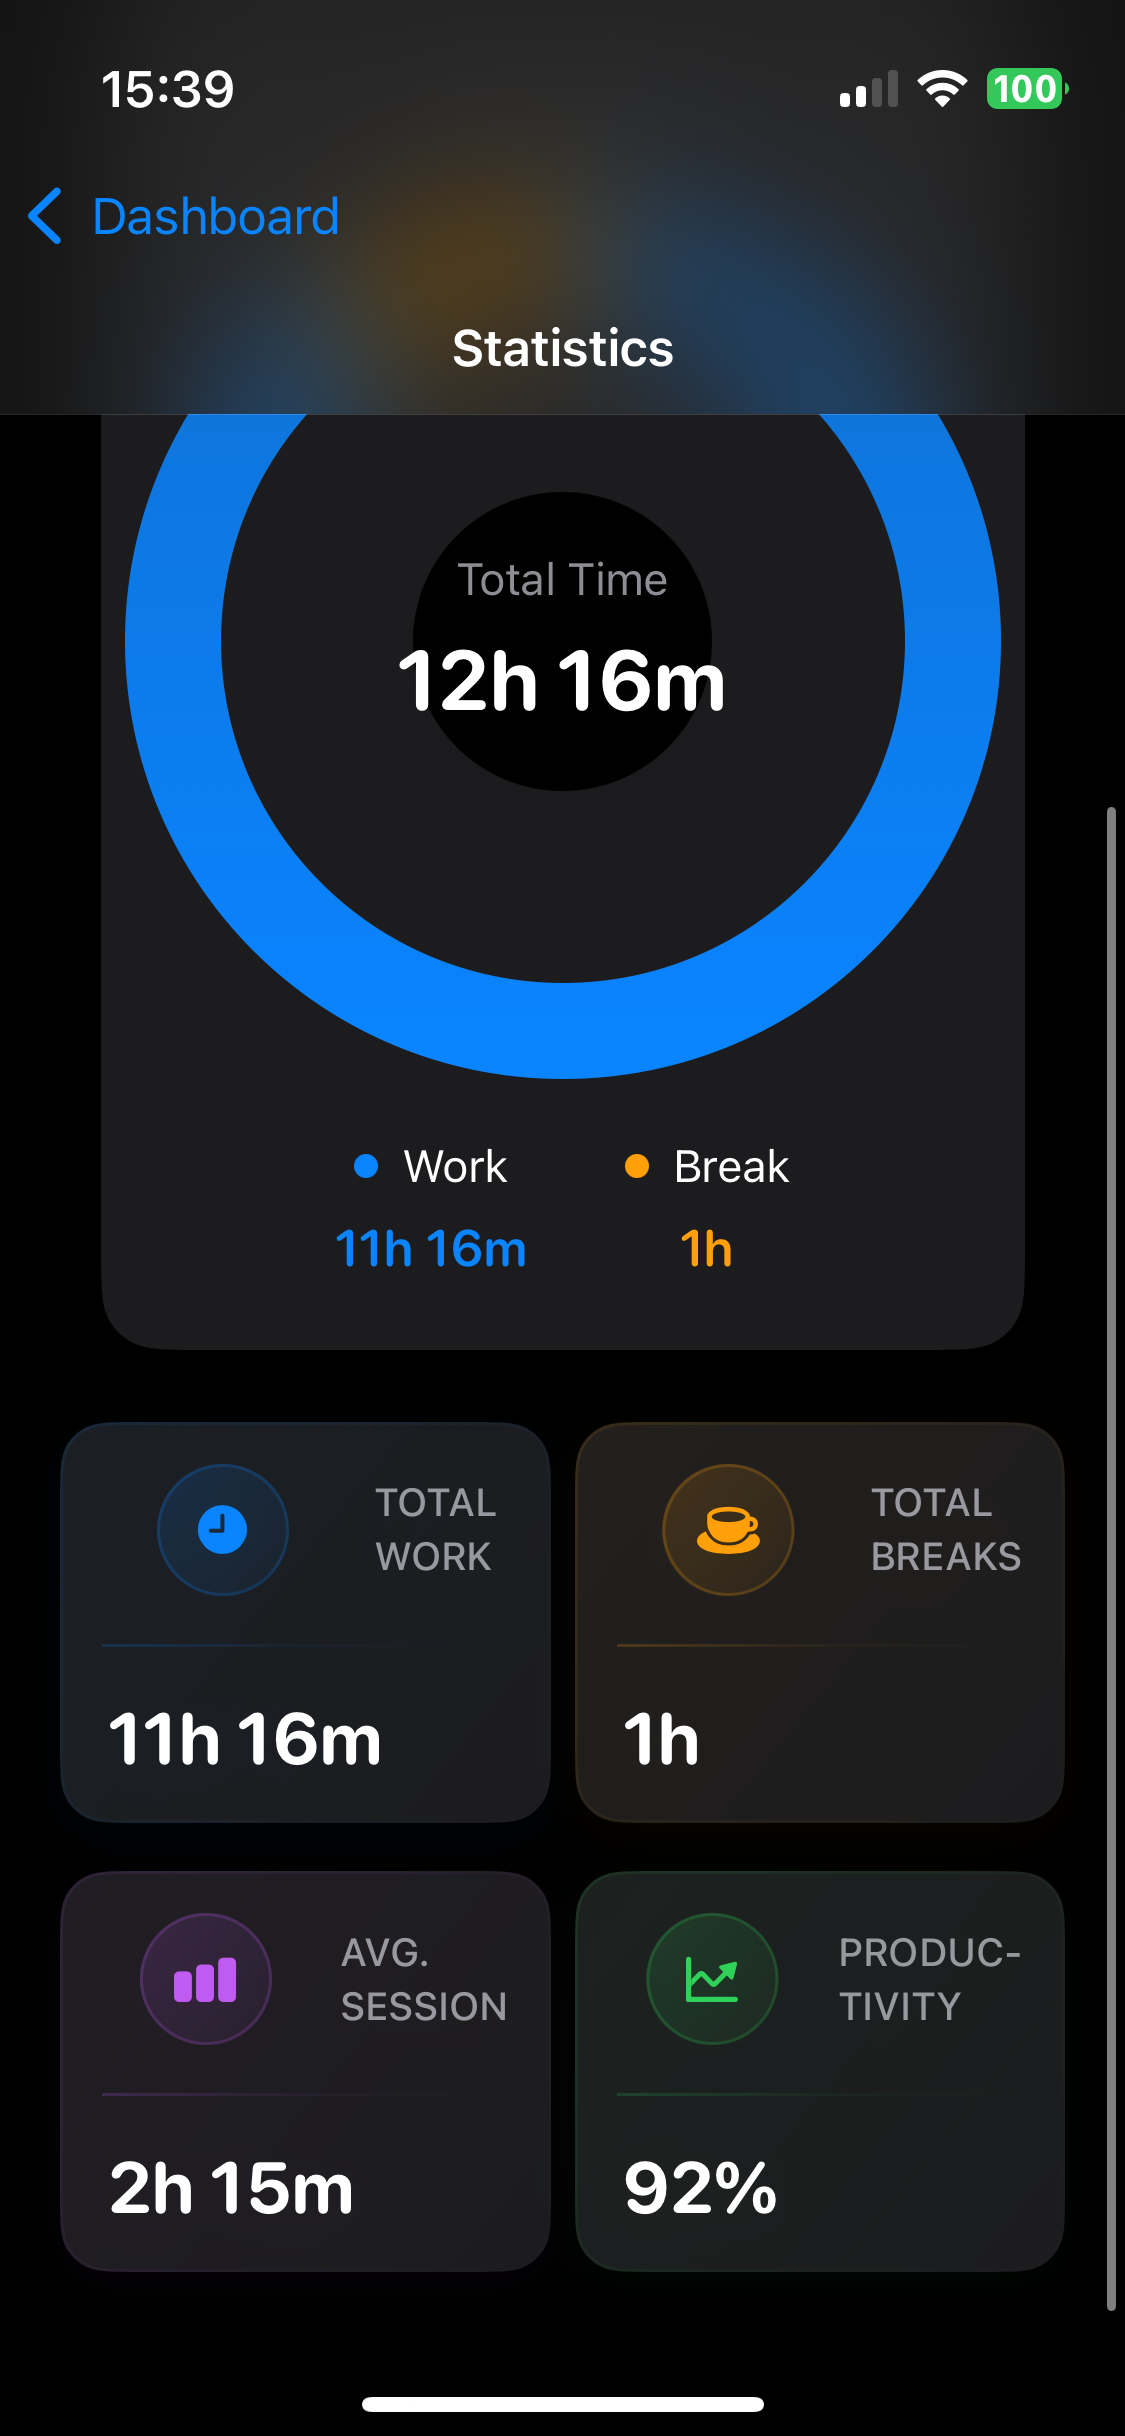 15:39
100
Dashboard
Statistics
Total Time
12h 16m
Work
Break
11h 16m
1h
TOTAL
WORK
11h 16m
TOTAL
BREAKS
1h
AVG.
SESSION
2h 15m
PRODUC-
TIVITY
92%